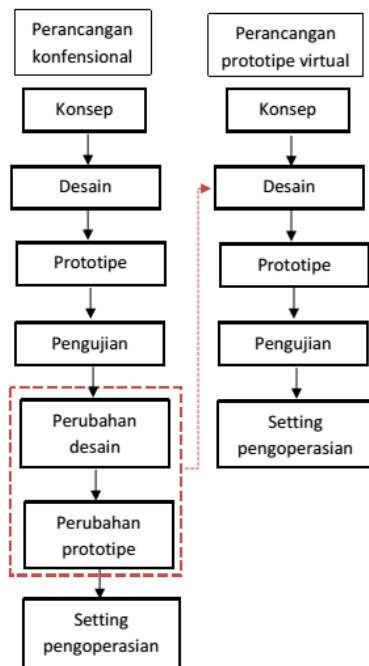 Perancangan
konfensional
Konsep
Desain
Prototipe
Pengujian
Perubahan
desain
Perubahan
prototipe
Setting
pengoperasian
Perancangan
prototipe virtual
Konsep
Desain
Prototipe
Pengujian
Setting
pengoperasian